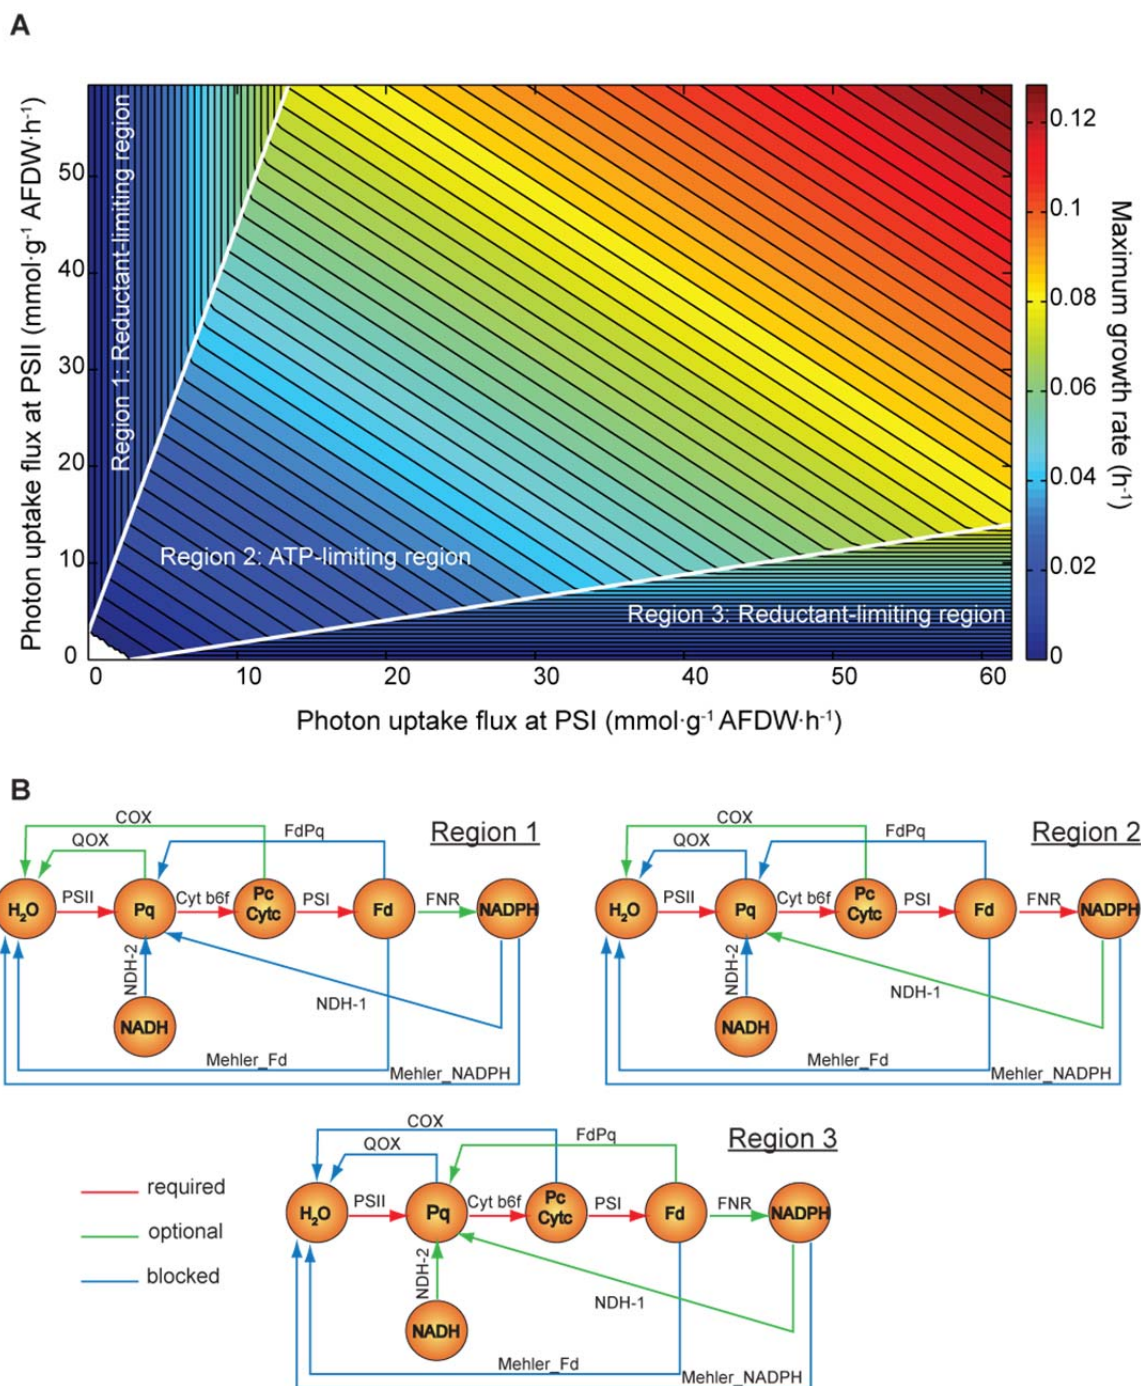 A
Photon uptake flux at PSII (mmol·g⁻¹ AFDW·h⁻¹)
50
40
30
20
10
0
Region 1: Reductant-limiting region
Region 2: ATP-limiting region
Region 3: Reductant-limiting region
0 10 20 30 40 50 60
Photon uptake flux at PSI (mmol·g⁻¹ AFDW·h⁻¹)
0.12
0.1
0.08
0.06
0.04
0.02
0
Maximum growth rate (h⁻¹)
B
COX
QOX
FdPq
Region 1
H₂O
PSII
Pq
Cyt b6f
Pc
Cytc
PSI
Fd
FNR
NADPH
NDH-2
NDH-1
NADH
Mehler_Fd
Mehler_NADPH
COX
QOX
FdPq
Region 2
H₂O
PSII
Pq
Cyt b6f
Pc
Cytc
PSI
Fd
FNR
NADPH
NDH-2
NDH-1
NADH
Mehler_Fd
Mehler_NADPH
COX
QOX
FdPq
Region 3
H₂O
PSII
Pq
Cyt b6f
Pc
Cytc
PSI
Fd
FNR
NADPH
NDH-2
NDH-1
NADH
Mehler_Fd
Mehler_NADPH
required
optional
blocked